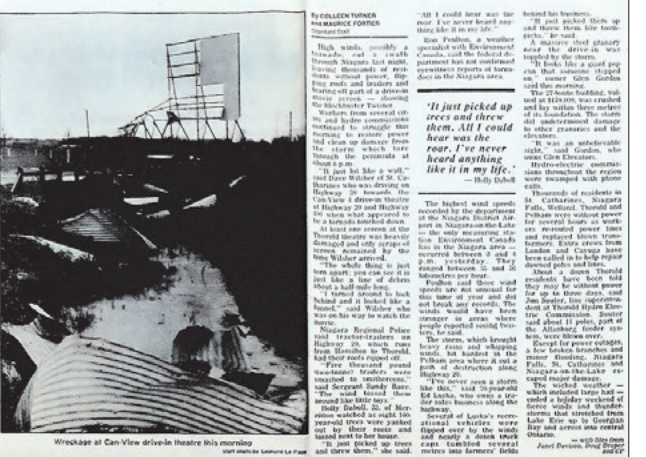 Wreckage at Can-View drive-in theatre this morning
By COLLEEN TURNER
and MAURICE FORTIER
Standard Staff
High winds, possibly a
tornado, cut a swath
through Niagara last night,
leaving thousands of resi-
dents without power, flip-
ping roofs and trailers and
tearing off part of a drive-in
movie screen — showing
the blockbuster Twister.
Workers from several cit-
ies and hydro commissions
continued to struggle this
morning to restore power
and clean up damage from
the storm which tore
through the peninsula at
about 8 p.m.
"It just hit like a wall,"
said Dave Wilsher of St. Ca-
tharines who was driving on
Highway 20 towards the
Can-View 4 drive-in theatre
at Highway 20 and Highway
when what appeared to
be a tornado touched down.
At least one screen at the
Thorold theatre was heavily
damaged and only scraps of
screen remained by the
time Wilsher arrived.
"The whole thing is just
torn apart; you can see it is
just like a line of debris
about a half-mile long.
"I turned around to look
behind and it looked like a
funnel," said Wilsher who
was on his way to watch the
movie.
Niagara Regional Police
said tractor-trailers on
Highway 20, which runs
from Hamilton to Thorold,
had their roofs ripped off.
"Five thousand pound
trailers were
smashed to smithereens,"
said Sergeant Sandy
"The wind tossed them
around like little toys."
Holly Daboll, 32, of
watched as eight 100-
year-old trees were yanked
out by their roots and
tossed next to her house.
"It just picked up trees
and threw them," she said.
"All I could hear was the
roar. I've never heard any-
thing like it in my life."
Ron Poulton, a weather
specialist with Environment
Canada, said the federal de-
partment has not confirmed
eyewitness reports of torna-
does in the Niagara area.
'It just picked up
trees and threw
them. All I could
hear was the
roar. I've never
heard anything
like it in my life.'
— Holly Daboll
The highest wind speeds
recorded by the department
at the Niagara District Air-
port in Niagara-on-the-Lake
— the only measuring sta-
tion Environment Canada
has in the Niagara area —
occurred between 3 and 4
p.m. yesterday. They
ranged between 35 and 56
kilometres per hour.
Poulton said those wind
speeds are not unusual for
this time of year and did
not break any records. The
winds would have been
stronger in areas where
people reported seeing twis-
ters, he said.
The storm, which brought
heavy rains and whipping
winds, hit hardest in the
Pelham area where it cut a
path of destruction along
Highway 20.
"I've never seen a storm
like this," said 70-year-old
Ed Lucka, who owns a tra-
der sales business along the
highway.
Several of Lucka's recre-
ational vehicles were
flipped over by the winds
and nearly a dozen truck
caps tumbled several
metres into farmers' fields
behind his business.
"It just picked them up
and threw them like tooth-
picks," he said.
A massive steel granary
near the drive-in was
toppled by the storm.
"It looks like a giant pop
can that someone stepped
on," owner Glen Gordon
said this morning.
The building, val-
ued at was crushed
and lay within three metres
of its foundation. The storm
did undetermined damage
to other granaries and the
elevators.
"It was an unbelievable
sight," said Gordon, who
owns Glen Elevators.
Hydro-electric commis-
sions throughout the region
were swamped with phone
calls.
Thousands of residents in
St. Catharines, Niagara
Falls, Welland, Thorold and
Pelham were without power
for several hours as work-
ers re-routed power lines
and replaced blown trans-
formers. Extra crews from
London and Cayuga have
been called in to help repair
downed poles and lines.
About a dozen Thorold
residents have been told
they may be without power
for up to three days, said
Jim Souter, line superinten-
dent of Thorold Hydro Elec-
tric Commission. Souter
said about 11 poles, part of
the Allanburg feeder sys-
tem, were blown over.
Except for power outages,
a few broken branches and
minor flooding, Niagara
Falls, St. Catharines and
Niagara-on-the-Lake es-
caped major damage.
The wicked weather —
which included large hail —
ended a holiday weekend of
fierce winds and thunder-
storms that stretched from
Lake Erie up to Georgian
Bay and across into central
Ontario.
— with files from
Janet Davison, Doug Draper
and CP